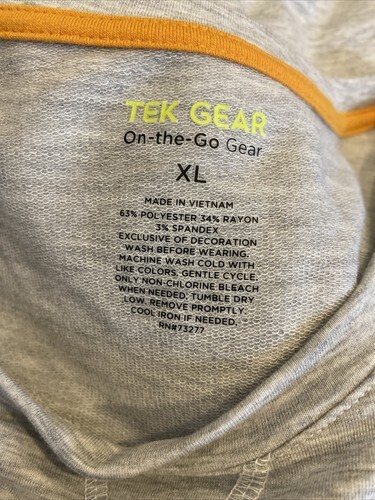 TEK GEAR
On-the-Go Gear
XL
MADE IN VIETNAM
63% POLYESTER 34% RAYON
3% SPANDEX
EXCLUSIVE OF DECORATION
WASH BEFORE WEARING.
MACHINE WASH COLD WITH
LIKE COLORS, GENTLE CYCLE.
ONLY NON-CHLORINE BLEACH
WHEN NEEDED. TUMBLE DRY
LOW. REMOVE PROMPTLY.
COOL IRON IF NEEDED.
RN#73277